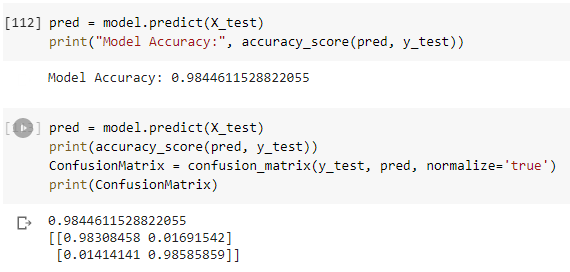 [112] pred = model.predict(X_test)
print("Model Accuracy:", accuracy_score(pred, y_test))
Model Accuracy: 0.9844611528822055
pred = model.predict(X_test)
print(accuracy_score(pred, y_test))
ConfusionMatrix = confusion_matrix(y_test, pred, normalize='true')
print(ConfusionMatrix)
0.9844611528822055
[[0.98308458 0.01691542]
[0.01414141 0.98585859]]